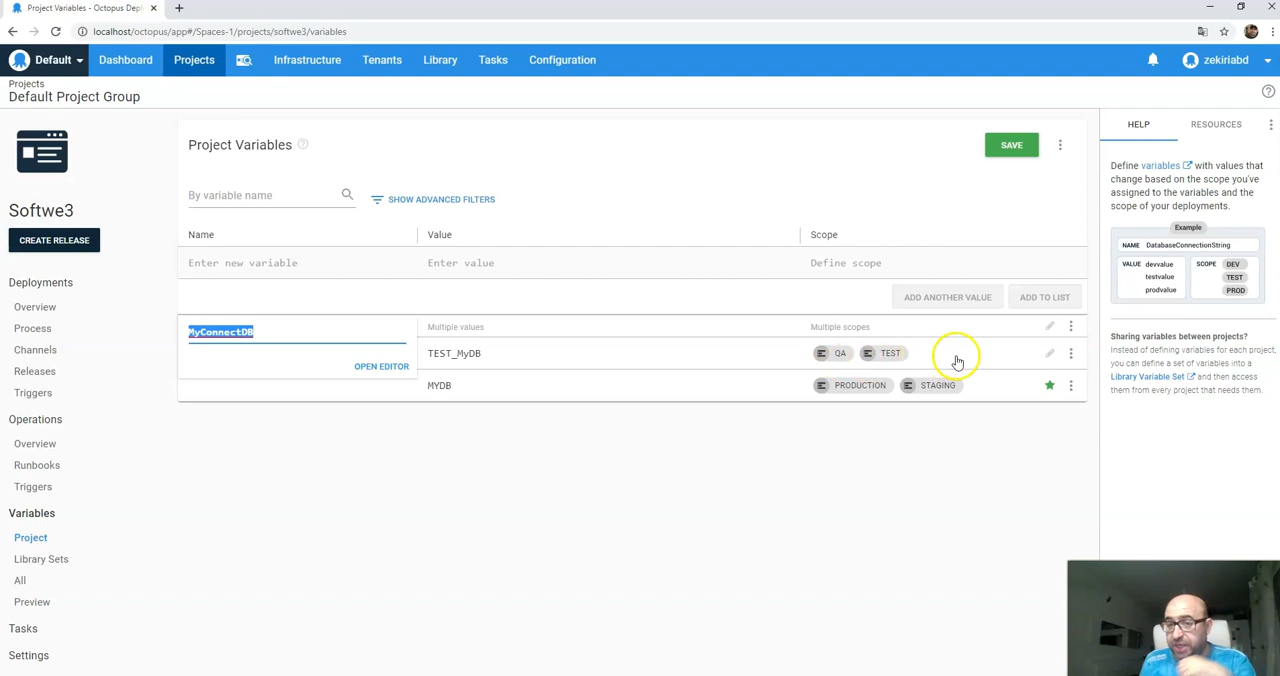 Project Variables - Octopus Depl
localhost/octopus/app#/Spaces-1/projects/softwe3/variables
Default
Dashboard
Projects
Infrastructure
Tenants
Library
Tasks
Configuration
zekiriabd
Projects
Default Project Group
Softwe3
CREATE RELEASE
Deployments
Overview
Process
Channels
Releases
Triggers
Operations
Overview
Runbooks
Triggers
Variables
Project
Library Sets
All
Preview
Tasks
Settings
Project Variables
SAVE
By variable name
SHOW ADVANCED FILTERS
Name Value Scope
Enter new variable Enter value Define scope
ADD ANOTHER VALUE ADD TO LIST
MyConnectDB
OPEN EDITOR
Multiple values Multiple scopes
TEST_MyDB QA TEST
MYDB PRODUCTION STAGING
HELP RESOURCES
Define variables with values that
change based on the scope you've
assigned to the variables and the
scope of your deployments.
Example
NAME DatabaseConnectionString
VALUE devvalue SCOPE DEV
testvalue TEST
prodvalue PROD
Sharing variables between projects?
Instead of defining variables for each project,
you can define a set of variables into a
Library Variable Set and then access
them from every project that needs them.